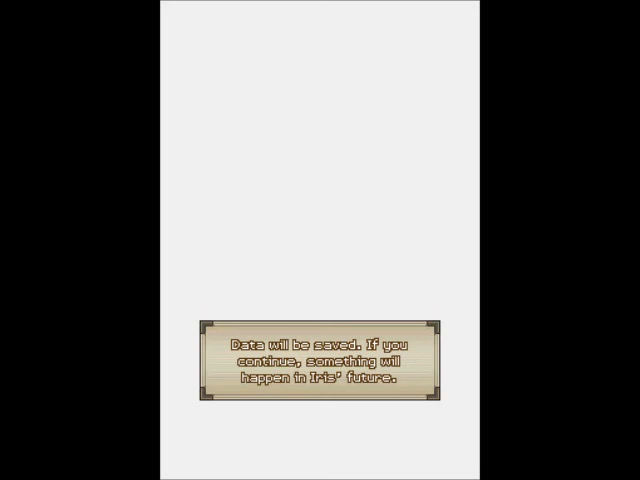 Data will be saved. If you
continue, something will
happen in Iris' future.